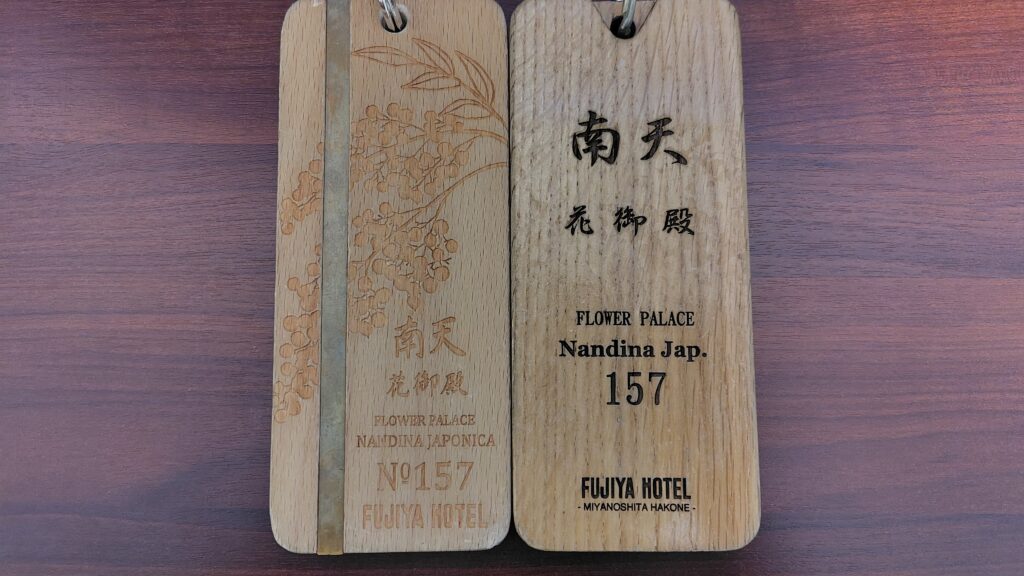 南天
花御殿
FLOWER PALACE
NANDINA JAPONICA
Nº157
FUJIYA HOTEL
南天
花御殿
FLOWER PALACE
Nandina Jap.
157
FUJIYA HOTEL
- MIYANOSHITA HAKONE -